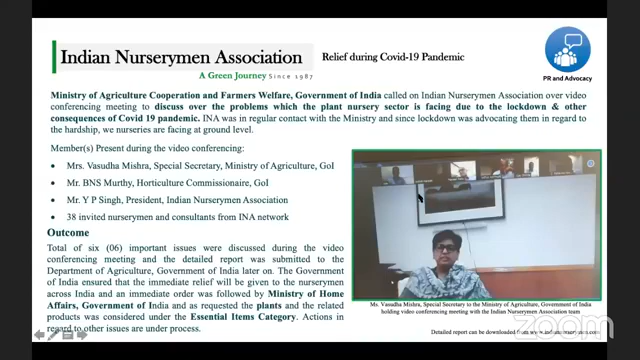 Indian Nurserymen Association
Relief during Covid-19 Pandemic
A Green Journey Since 1987
PR and Advocacy
Ministry of Agriculture Cooperation and Farmers Welfare, Government of India called on Indian Nurserymen Association over video
conferencing meeting to discuss over the problems which the plant nursery sector is facing due to the lockdown & other
consequences of Covid 19 pandemic. INA was in regular contact with the Ministry and since lockdown was advocating them in regard to
the hardship, we nurseries are facing at ground level.
Member(s) Present during the video conferencing:
• Mrs. Vasudha Mishra, Special Secretary, Ministry of Agriculture, GoI
• Mr. BNS Murthy, Horticulture Commissionaire, GoI
• Mr. Y P Singh, President, Indian Nurserymen Association
• 38 invited nurserymen and consultants from INA network
Outcome
Total of six (06) important issues were discussed during the video
conferencing meeting and the detailed report was submitted to the
Department of Agriculture, Government of India later on. The Government
of India ensured that the immediate relief will be given to the nurserymen
across India and an immediate order was followed by Ministry of Home
Affairs, Government of India and as requested the plants and the related
products was considered under the Essential Items Category. Actions in
regard to other issues are under process.
Ms. Vasudha Mishra, Special Secretary to the Ministry of Agriculture, Government of India
holding video conferencing meeting with the Indian Nurserymen Association team
Detailed report can be downloaded from
zoom